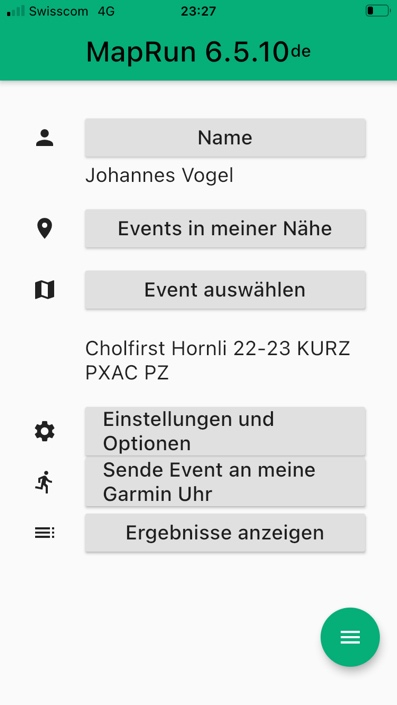 Swisscom 4G 23:27
MapRun 6.5.10de
Name
Johannes Vogel
Events in meiner Nähe
Event auswählen
Cholfirst Hornli 22-23 KURZ
PXAC PZ
Einstellungen und
Optionen
Sende Event an meine
Garmin Uhr
Ergebnisse anzeigen